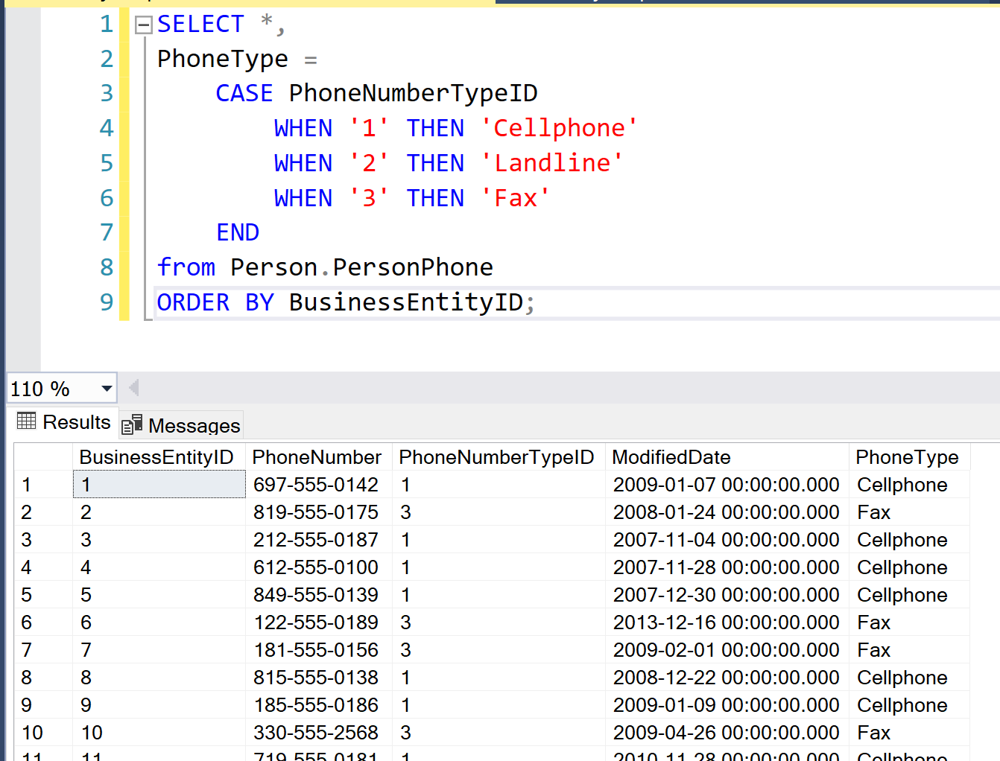 1 SELECT *,
2 PhoneType =
3 CASE PhoneNumberTypeID
4 WHEN '1' THEN 'Cellphone'
5 WHEN '2' THEN 'Landline'
6 WHEN '3' THEN 'Fax'
7 END
8 from Person.PersonPhone
9 ORDER BY BusinessEntityID;
110 %
Results Messages
BusinessEntityID PhoneNumber PhoneNumberTypeID ModifiedDate PhoneType
1 1 697-555-0142 1 2009-01-07 00:00:00.000 Cellphone
2 2 819-555-0175 3 2008-01-24 00:00:00.000 Fax
3 3 212-555-0187 1 2007-11-04 00:00:00.000 Cellphone
4 4 612-555-0100 1 2007-11-28 00:00:00.000 Cellphone
5 5 849-555-0139 1 2007-12-30 00:00:00.000 Cellphone
6 6 122-555-0189 3 2013-12-16 00:00:00.000 Fax
7 7 181-555-0156 3 2009-02-01 00:00:00.000 Fax
8 8 815-555-0138 1 2008-12-22 00:00:00.000 Cellphone
9 9 185-555-0186 1 2009-01-09 00:00:00.000 Cellphone
10 10 330-555-2568 3 2009-04-26 00:00:00.000 Fax
11 11 719-555-0181 1 2010-11-28 00:00:00.000 Cellphone